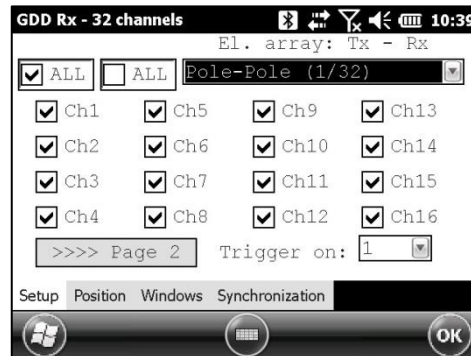 GDD Rx - 32 channels 10:39
El. array: Tx - Rx
ALL ALL Pole-Pole (1/32)
Ch1 Ch5 Ch9 Ch13
Ch2 Ch6 Ch10 Ch14
Ch3 Ch7 Ch11 Ch15
Ch4 Ch8 Ch12 Ch16
>>>> Page 2 Trigger on: 1
Setup Position Windows Synchronization
OK